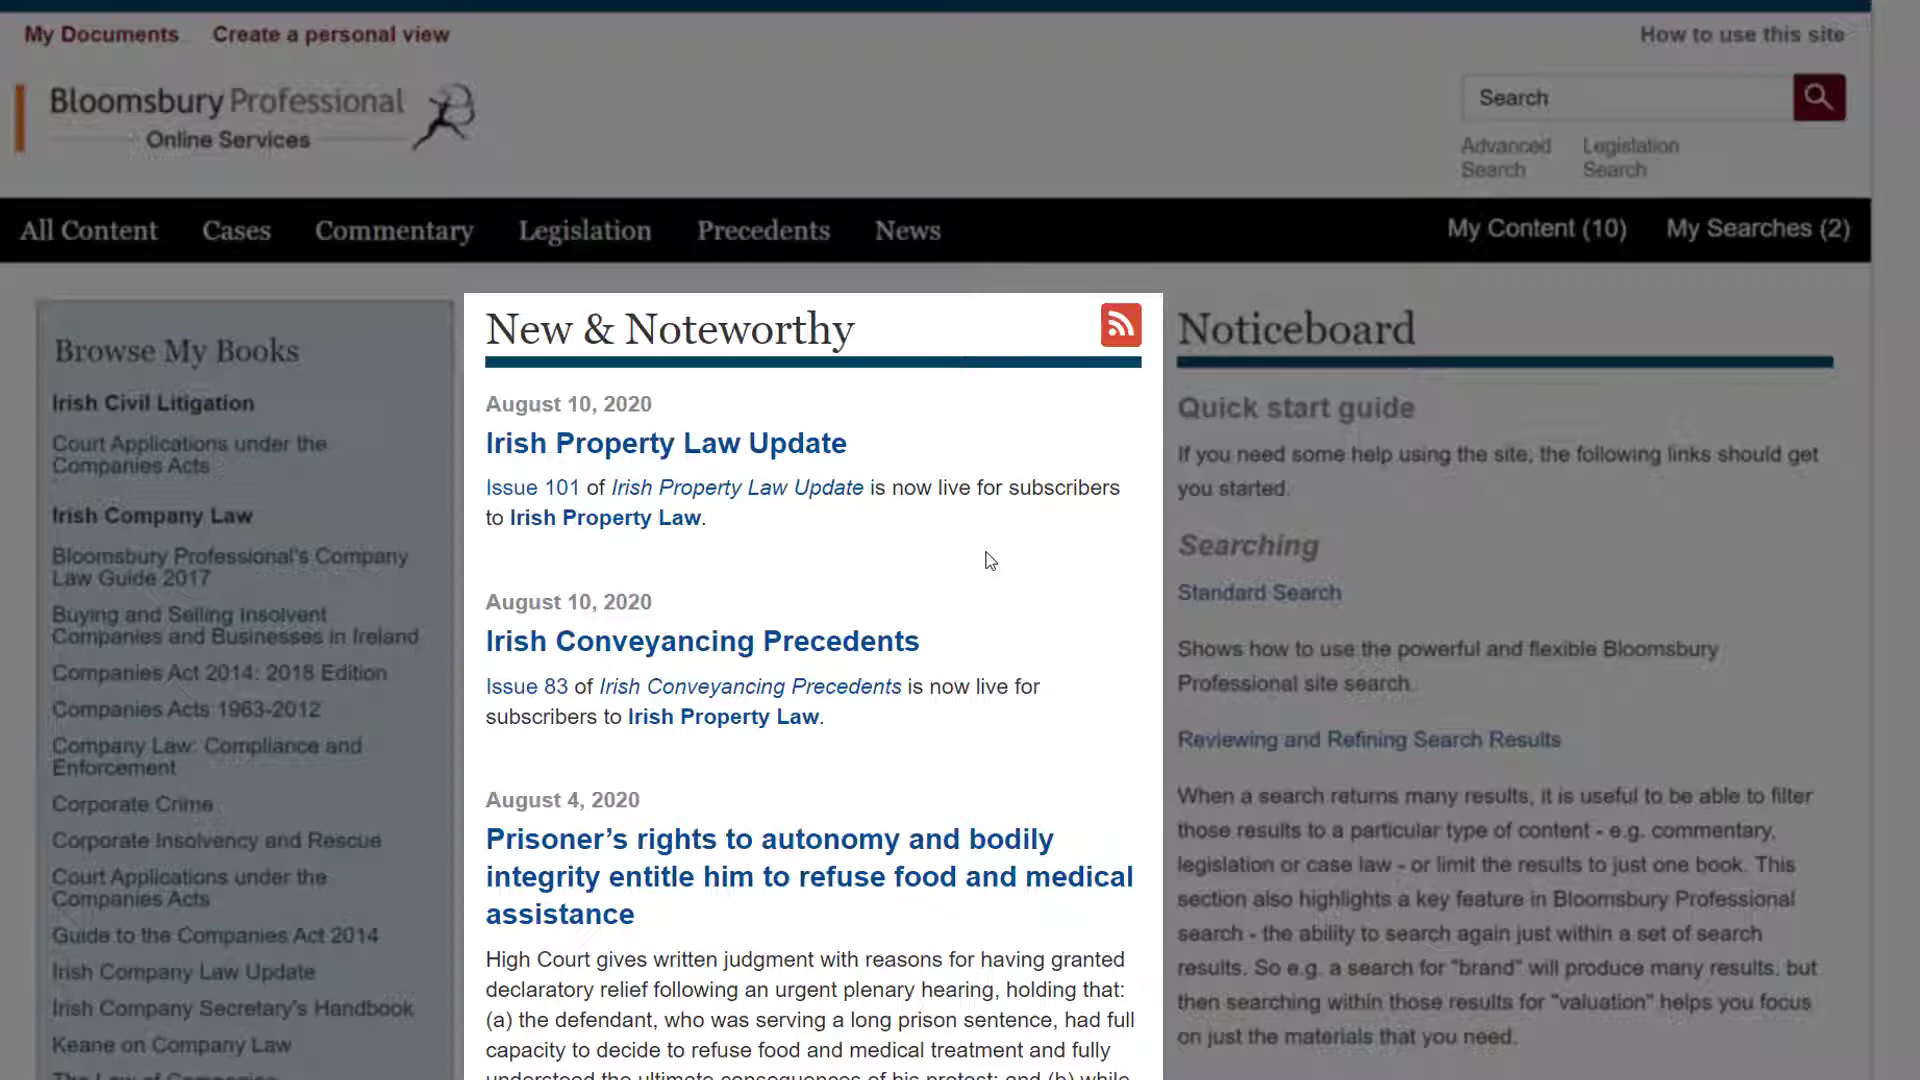 My Documents
Create a personal view
How to use this site
Bloomsbury Professional
Online Services
Search
Advanced
Search
Legislation
Search
All Content
Cases
Commentary
Legislation
Precedents
News
My Content (10)
My Searches (2)
Browse My Books
Irish Civil Litigation
Court Applications under the
Companies Acts
Irish Company Law
Bloomsbury Professional's Company
Law Guide 2017
Buying and Selling Insolvent
Companies and Businesses in Ireland
Companies Act 2014: 2018 Edition
Companies Acts 1963-2012
Company Law: Compliance and
Enforcement
Corporate Crime
Corporate Insolvency and Rescue
Court Applications under the
Companies Acts
Guide to the Companies Act 2014
Irish Company Law Update
Irish Company Secretary's Handbook
Keane on Company Law
The Law of Companies
New & Noteworthy
August 10, 2020
Irish Property Law Update
Issue 101 of Irish Property Law Update is now live for subscribers
to Irish Property Law.
August 10, 2020
Irish Conveyancing Precedents
Issue 83 of Irish Conveyancing Precedents is now live for
subscribers to Irish Property Law.
August 4, 2020
Prisoner’s rights to autonomy and bodily
integrity entitle him to refuse food and medical
assistance
High Court gives written judgment with reasons for having granted
declaratory relief following an urgent plenary hearing, holding that:
(a) the defendant, who was serving a long prison sentence, had full
capacity to decide to refuse food and medical treatment and fully
understood the ultimate consequences of his protest; and (b) while
Noticeboard
Quick start guide
If you need some help using the site, the following links should get
you started.
Searching
Standard Search
Shows how to use the powerful and flexible Bloomsbury
Professional site search.
Reviewing and Refining Search Results
When a search returns many results, it is useful to be able to filter
those results to a particular type of content - e.g. commentary,
legislation or case law - or limit the results to just one book. This
section also highlights a key feature in Bloomsbury Professional
search - the ability to search again just within a set of search
results. So e.g. a search for "brand" will produce many results, but
then searching within those results for "valuation" helps you focus
on just the materials that you need.